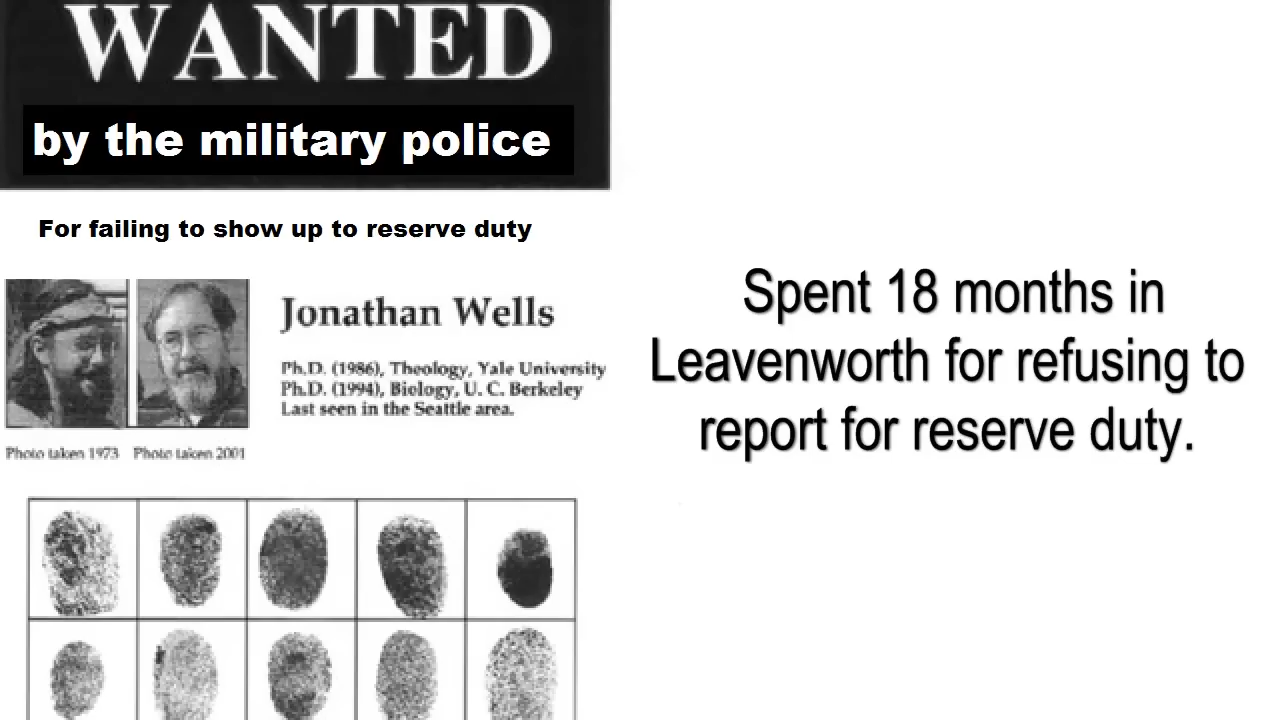 WANTED
by the military police
For failing to show up to reserve duty
Jonathan Wells
Ph.D. (1986), Theology, Yale University
Ph.D. (1994), Biology, U. C. Berkeley
Last seen in the Seattle area.
Photo taken 1973 Photo taken 2001
Spent 18 months in
Leavenworth for refusing to
report for reserve duty.